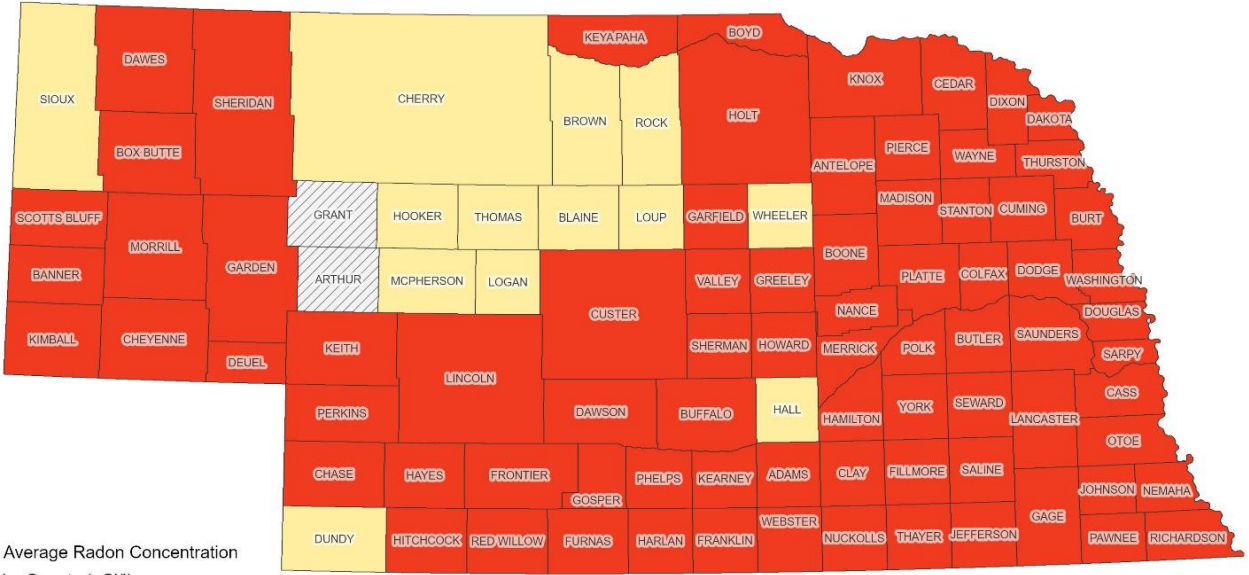 KEYA PAHA
BOYD
DAWES
SIOUX
SHERIDAN
CHERRY
BROWN
ROCK
HOLT
KNOX
CEDAR
DIXON
DAKOTA
BOX BUTTE
ANTELOPE
PIERCE
WAYNE
THURSTON
SCOTTS BLUFF
MORRILL
GARDEN
GRANT
HOOKER
THOMAS
BLAINE
LOUP
GARFIELD
WHEELER
MADISON
STANTON
CUMING
BURT
BANNER
ARTHUR
MCPHERSON
LOGAN
CUSTER
VALLEY
GREELEY
BOONE
PLATTE
COLFAX
DODGE
WASHINGTON
NANCE
KIMBALL
CHEYENNE
DEUEL
KEITH
LINCOLN
SHERMAN
HOWARD
MERRICK
POLK
BUTLER
SAUNDERS
DOUGLAS
SARPY
PERKINS
DAWSON
BUFFALO
HALL
HAMILTON
YORK
SEWARD
LANCASTER
CASS
OTOE
CHASE
HAYES
FRONTIER
GOSPER
PHELPS
KEARNEY
ADAMS
CLAY
FILLMORE
SALINE
GAGE
JOHNSON
NEMAHA
DUNDY
HITCHCOCK
RED WILLOW
FURNAS
HARLAN
FRANKLIN
WEBSTER
NUCKOLLS
THAYER
JEFFERSON
PAWNEE
RICHARDSON
Average Radon Concentration